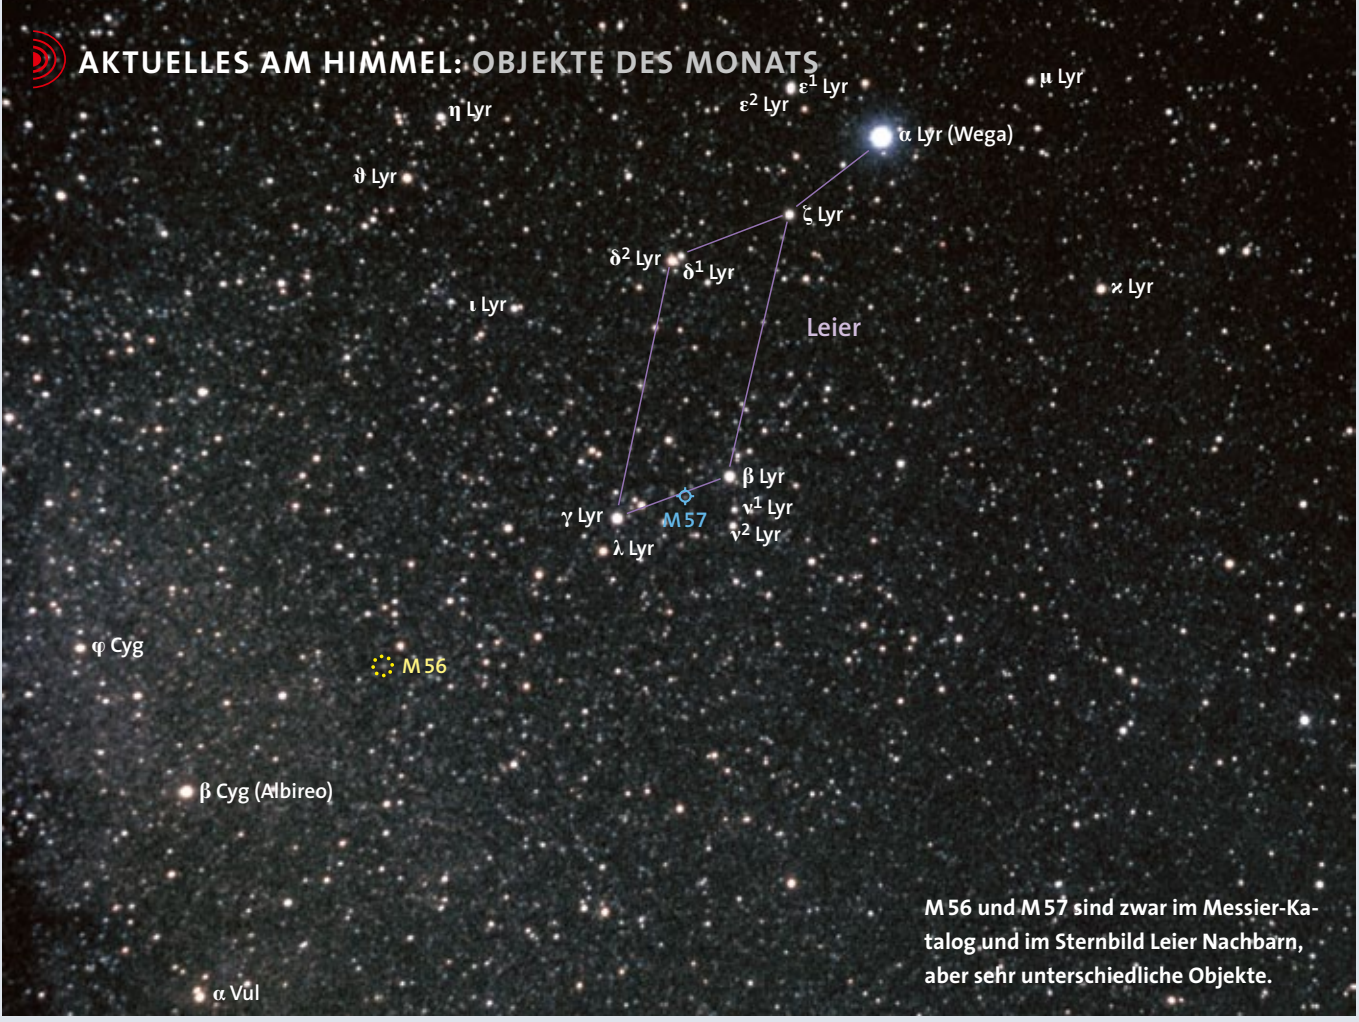 AKTUELLES AM HIMMEL: OBJEKTE DES MONATS
μ Lyr
ε¹ Lyr
ε² Lyr
η Lyr
α Lyr (Wega)
ϑ Lyr
ζ Lyr
δ² Lyr
δ¹ Lyr
ϰ Lyr
ι Lyr
Leier
β Lyr
ν¹ Lyr
γ Lyr
M 57
ν² Lyr
λ Lyr
φ Cyg
M 56
β Cyg (Albireo)
M 56 und M 57 sind zwar im Messier-Ka-
talog und im Sternbild Leier Nachbarn,
aber sehr unterschiedliche Objekte.
α Vul